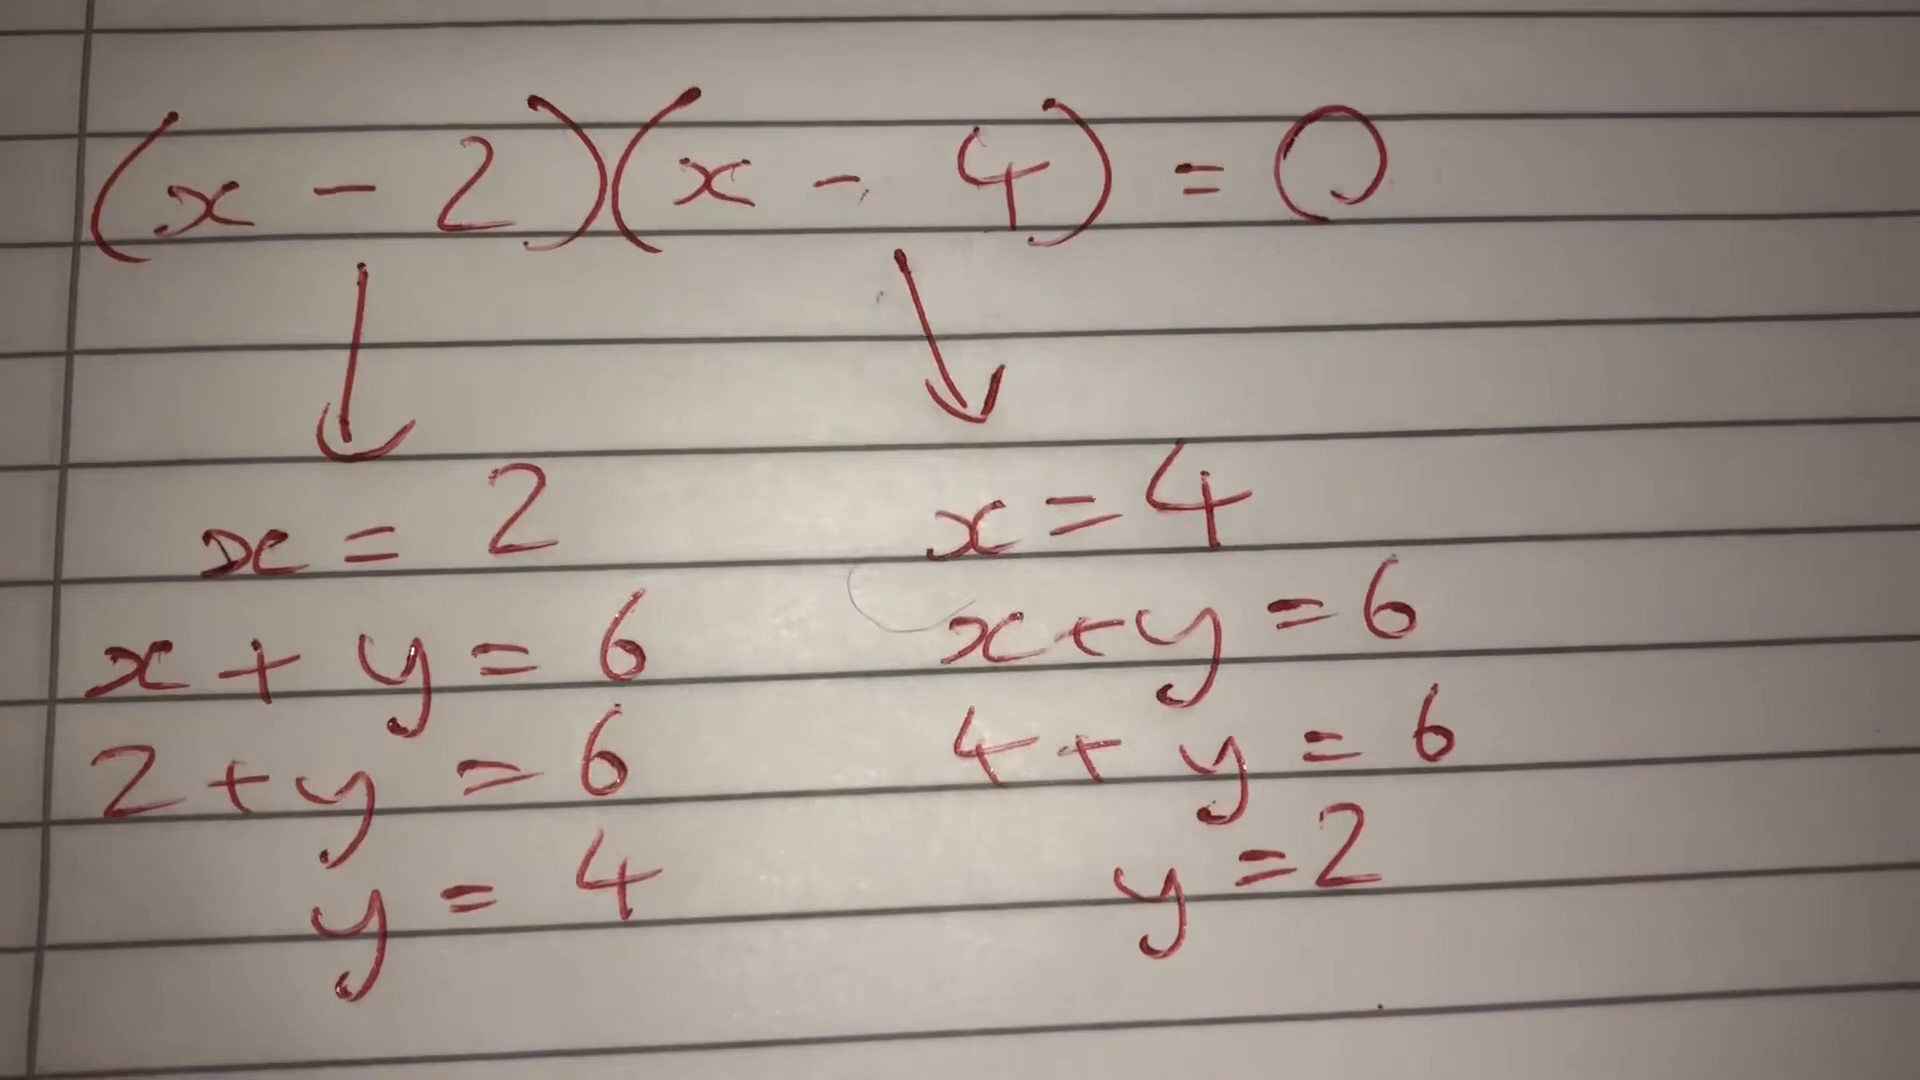 (x - 2)(x - 4) = 0
x = 2
x + y = 6
2 + y = 6
y = 4
x = 4
x + y = 6
4 + y = 6
y = 2